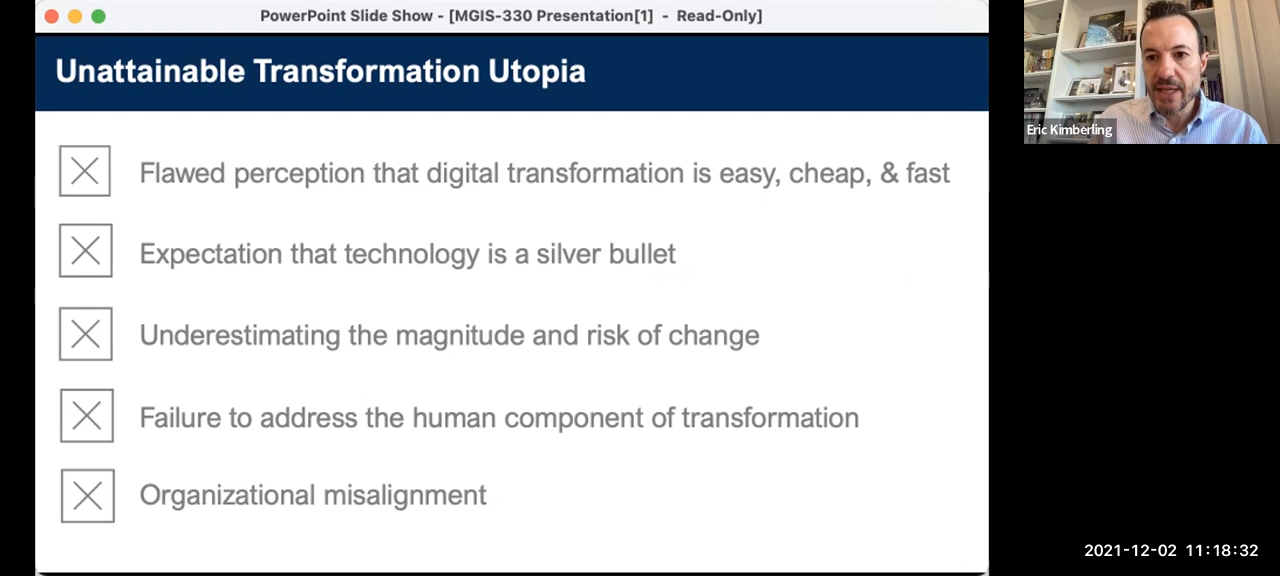 PowerPoint Slide Show - [MGIS-330 Presentation[1] - Read-Only]
Unattainable Transformation Utopia
Flawed perception that digital transformation is easy, cheap, & fast
Expectation that technology is a silver bullet
Underestimating the magnitude and risk of change
Failure to address the human component of transformation
Organizational misalignment
Eric Kimberling
2021-12-02 11:18:32